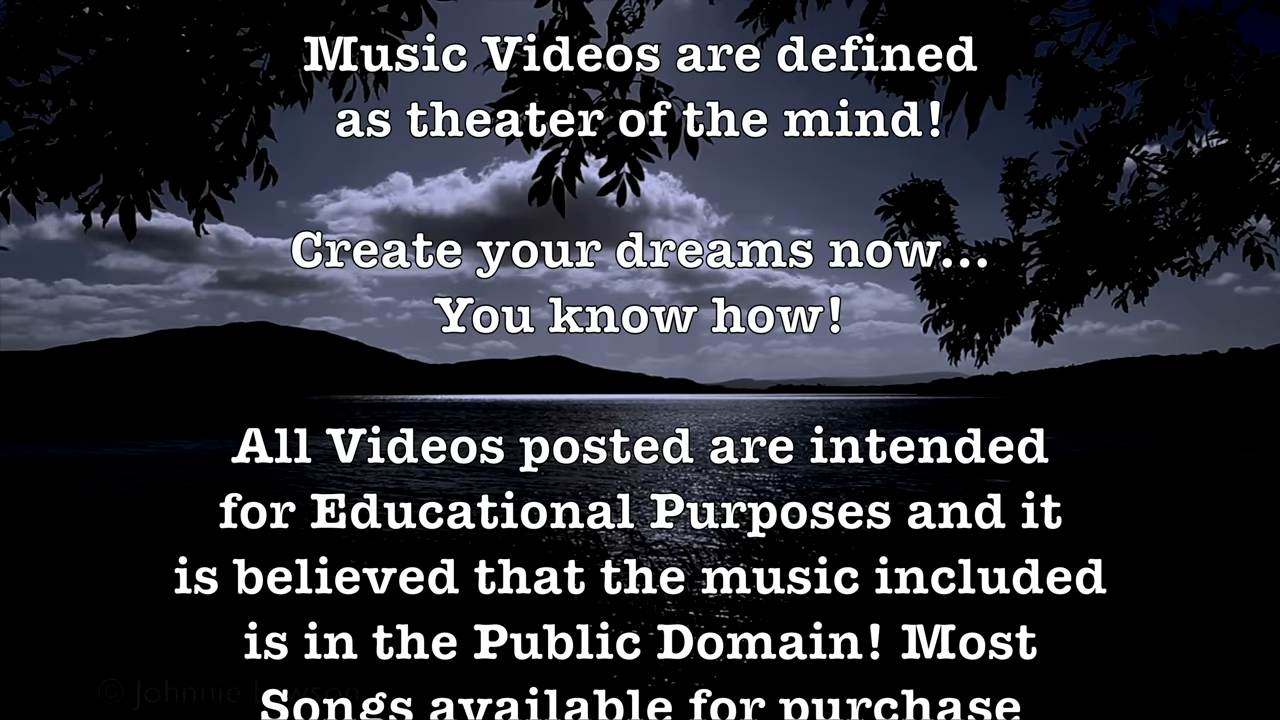 Music Videos are defined
as theater of the mind!
Create your dreams now...
You know how!
All Videos posted are intended
for Educational Purposes and it
is believed that the music included
is in the Public Domain! Most
© Johnnie Lawson
Songs available for purchase